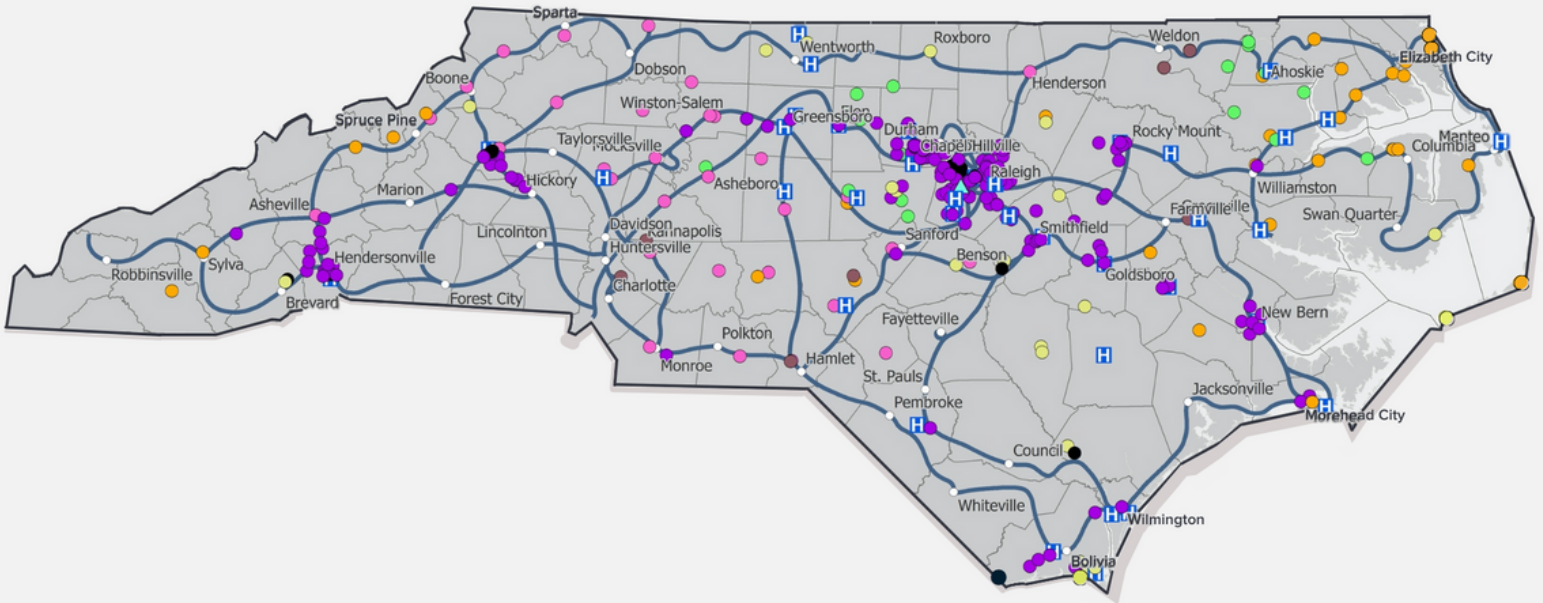 Sparta
Weldon
Roxboro
Wentworth
Elizabeth City
Dobson
Ahoskie
Boone
Henderson
H
Winston-Salem
Spruce Pine
Greensboro
Elon
Durham
Rocky Mount
Manteo
Taylorsville
Mocksville
Chapel Hill
Columbia
Raleigh
Hickory
Asheboro
Marion
Williamston
Asheville
Farmville
Swan Quarter
Davidson
Kannapolis
Smithfield
Lincolnton
Sanford
Huntersville
Benson
Hendersonville
Sylva
Robbinsville
Goldsboro
Charlotte
Brevard
Forest City
New Bern
Fayetteville
Polkton
Monroe
Hamlet
St. Pauls
Jacksonville
Pembroke
Morehead City
Council
Whiteville
Wilmington
Bolivia